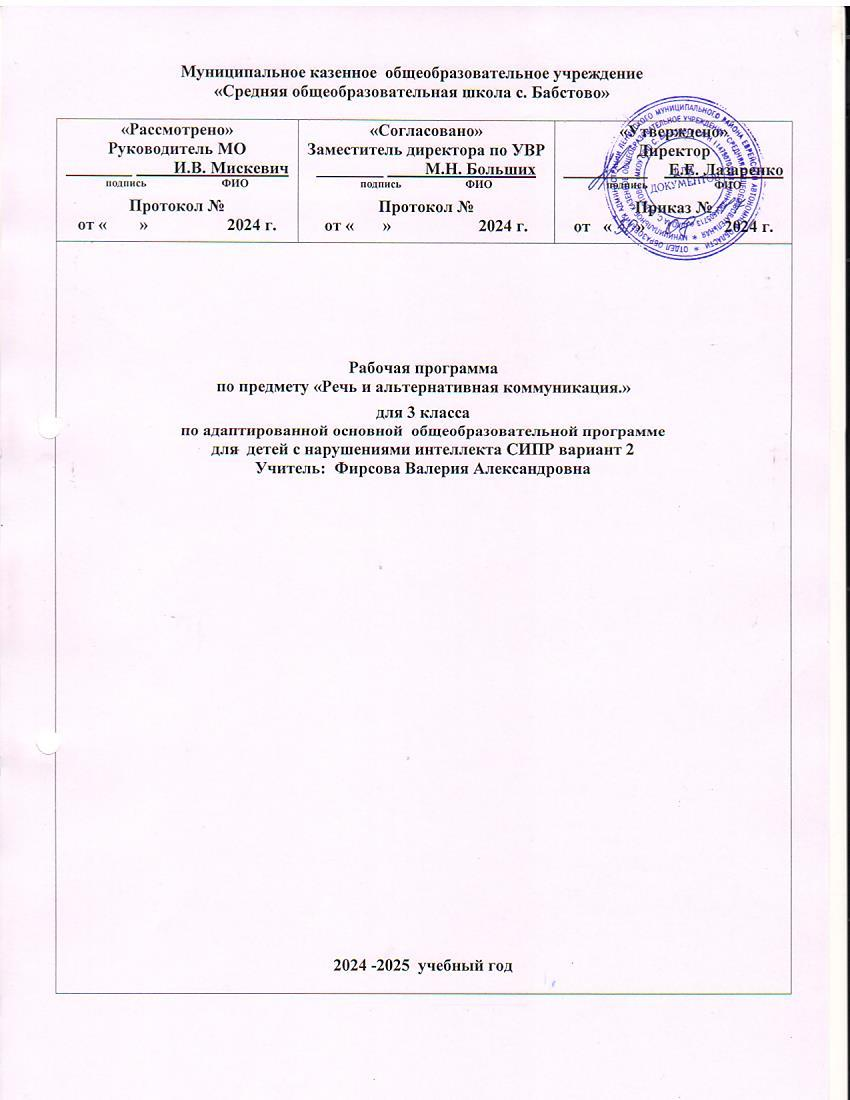 Муниципальное казенное общеобразовательное учреждение
«Средняя общеобразовательная школа с. Бабстово»
«Рассмотрено»
Руководитель МО
________ И.В. Мискевич
подпись ФИО
Протокол №
от « » 2024 г.
«Согласовано»
Заместитель директора по УВР
________ М.Н. Больших
подпись ФИО
Протокол №
от « » 2024 г.
«Утверждено»
Директор
Е.Е. Лазаренко
подпись ФИО
Приказ №
от « » 2024 г.
ДОКУМЕНТОВ
Рабочая программа
по предмету «Речь и альтернативная коммуникация.»
для 3 класса
по адаптированной основной общеобразовательной программе
для детей с нарушениями интеллекта СИПР вариант 2
Учитель: Фирсова Валерия Александровна
2024 -2025 учебный год